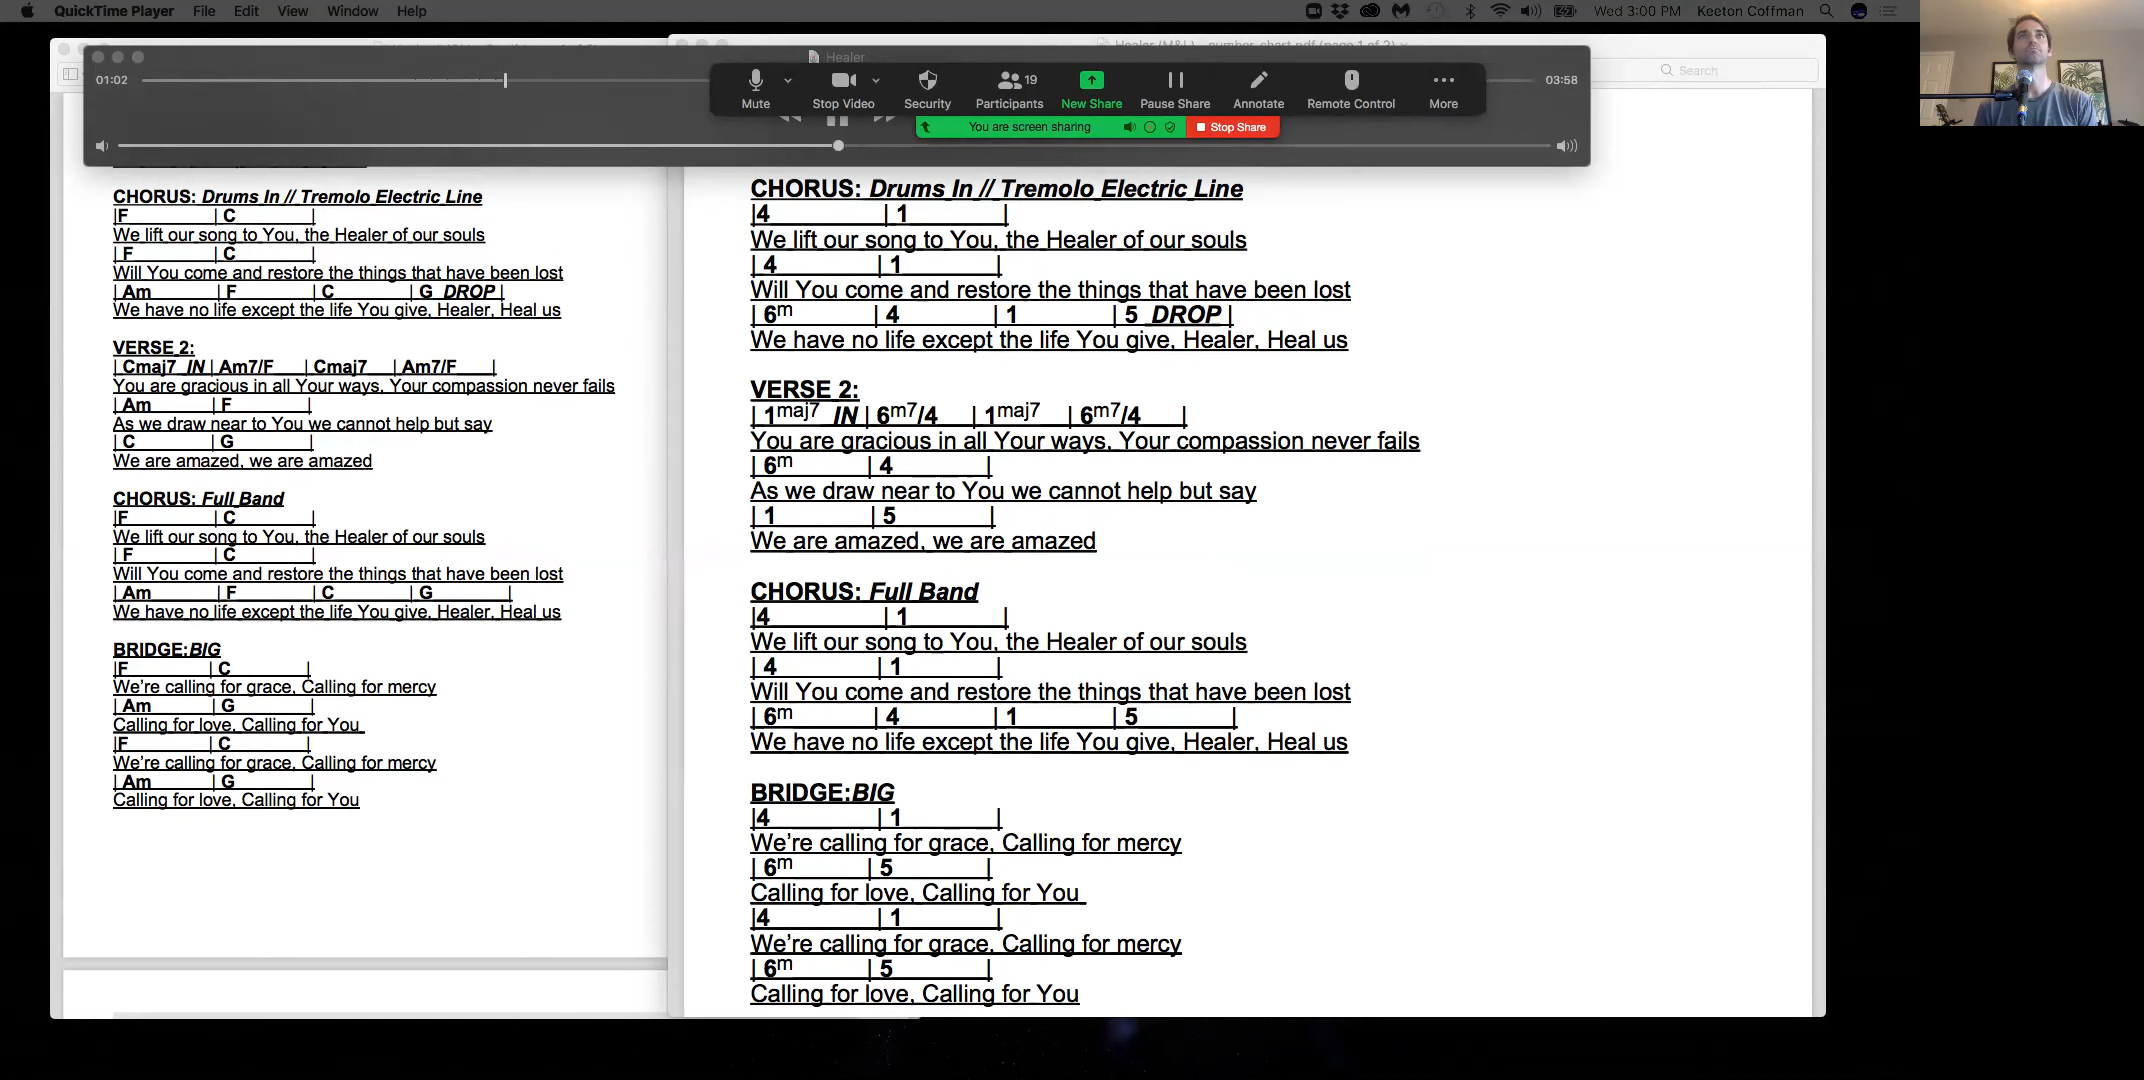 QuickTime Player File Edit View Window Help
Wed 3:00 PM Keeton Coffman
Healer (M&L) - number chart.pdf (page 1 of 2)
Healer
Search
01:02
03:58
Mute Stop Video Security Participants 19 New Share Pause Share Annotate Remote Control More
You are screen sharing Stop Share
CHORUS: Drums In // Tremolo Electric Line
|F | C |
We lift our song to You, the Healer of our souls
| F | C |
Will You come and restore the things that have been lost
| Am | F | C | G DROP |
We have no life except the life You give, Healer, Heal us
VERSE 2:
| Cmaj7 IN | Am7/F | Cmaj7 | Am7/F |
You are gracious in all Your ways, Your compassion never fails
| Am | F |
As we draw near to You we cannot help but say
| C | G |
We are amazed, we are amazed
CHORUS: Full Band
|F | C |
We lift our song to You, the Healer of our souls
| F | C |
Will You come and restore the things that have been lost
| Am | F | C | G |
We have no life except the life You give, Healer, Heal us
BRIDGE:BIG
|F | C |
We're calling for grace, Calling for mercy
| Am | G |
Calling for love, Calling for You
|F | C |
We're calling for grace, Calling for mercy
| Am | G |
Calling for love, Calling for You
CHORUS: Drums In // Tremolo Electric Line
|4 | 1 |
We lift our song to You, the Healer of our souls
| 4 | 1 |
Will You come and restore the things that have been lost
| 6m | 4 | 1 | 5 DROP |
We have no life except the life You give, Healer, Heal us
VERSE 2:
| 1maj7 IN | 6m7/4 | 1maj7 | 6m7/4 |
You are gracious in all Your ways, Your compassion never fails
| 6m | 4 |
As we draw near to You we cannot help but say
| 1 | 5 |
We are amazed, we are amazed
CHORUS: Full Band
|4 | 1 |
We lift our song to You, the Healer of our souls
| 4 | 1 |
Will You come and restore the things that have been lost
| 6m | 4 | 1 | 5 |
We have no life except the life You give, Healer, Heal us
BRIDGE:BIG
|4 | 1 |
We're calling for grace, Calling for mercy
| 6m | 5 |
Calling for love, Calling for You
|4 | 1 |
We're calling for grace, Calling for mercy
| 6m | 5 |
Calling for love, Calling for You